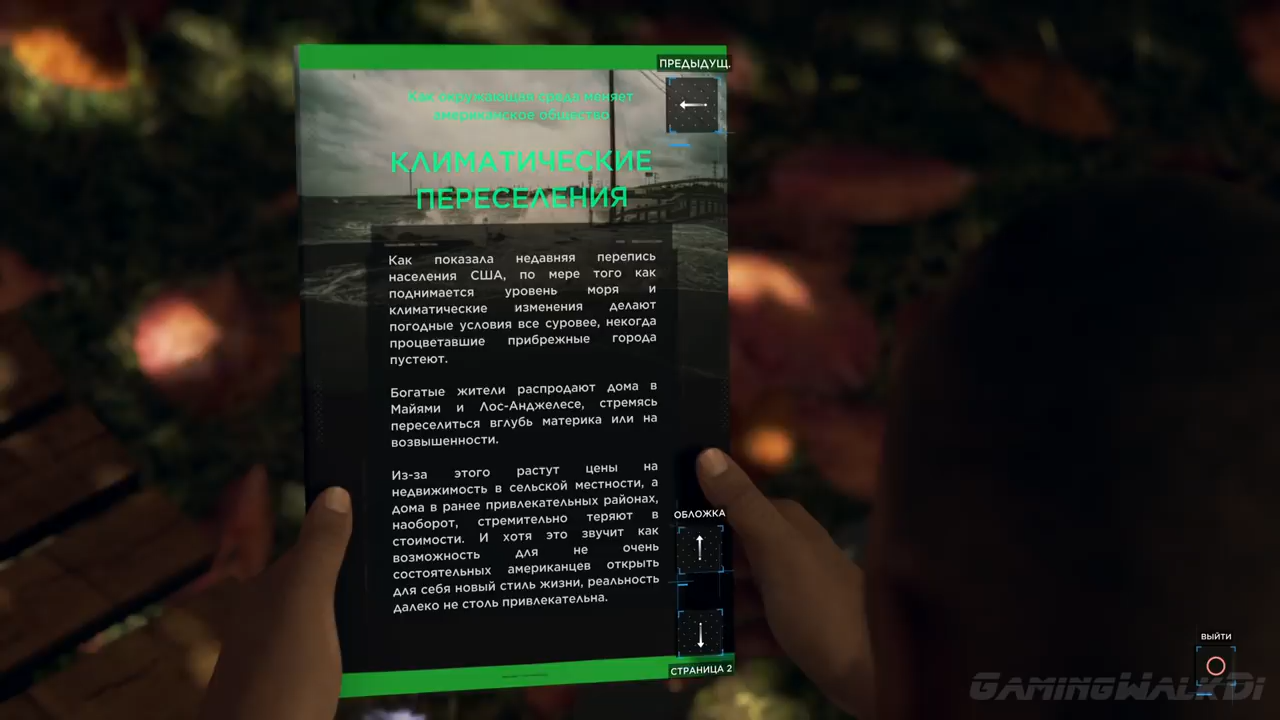 ПРЕДЫДУЩ.
Как окружающая среда меняет
американское общество
КЛИМАТИЧЕСКИЕ
ПЕРЕСЕЛЕНИЯ
Как показала недавняя перепись
населения США, по мере того как
поднимается уровень моря и
климатические изменения делают
погодные условия все суровее, некогда
процветавшие прибрежные города
пустеют.
Богатые жители распродают дома в
Майями и Лос-Анджелесе, стремясь
переселиться вглубь материка или на
возвышенности.
Из-за этого растут цены на
недвижимость в сельской местности, а
дома в ранее привлекательных районах,
наоборот, стремительно теряют в
стоимости. И хотя это звучит как
возможность для не очень
состоятельных американцев открыть
для себя новый стиль жизни, реальность
далеко не столь привлекательна.
ОБЛОЖКА
СТРАНИЦА 2
ВЫЙТИ
GamingWalkDi